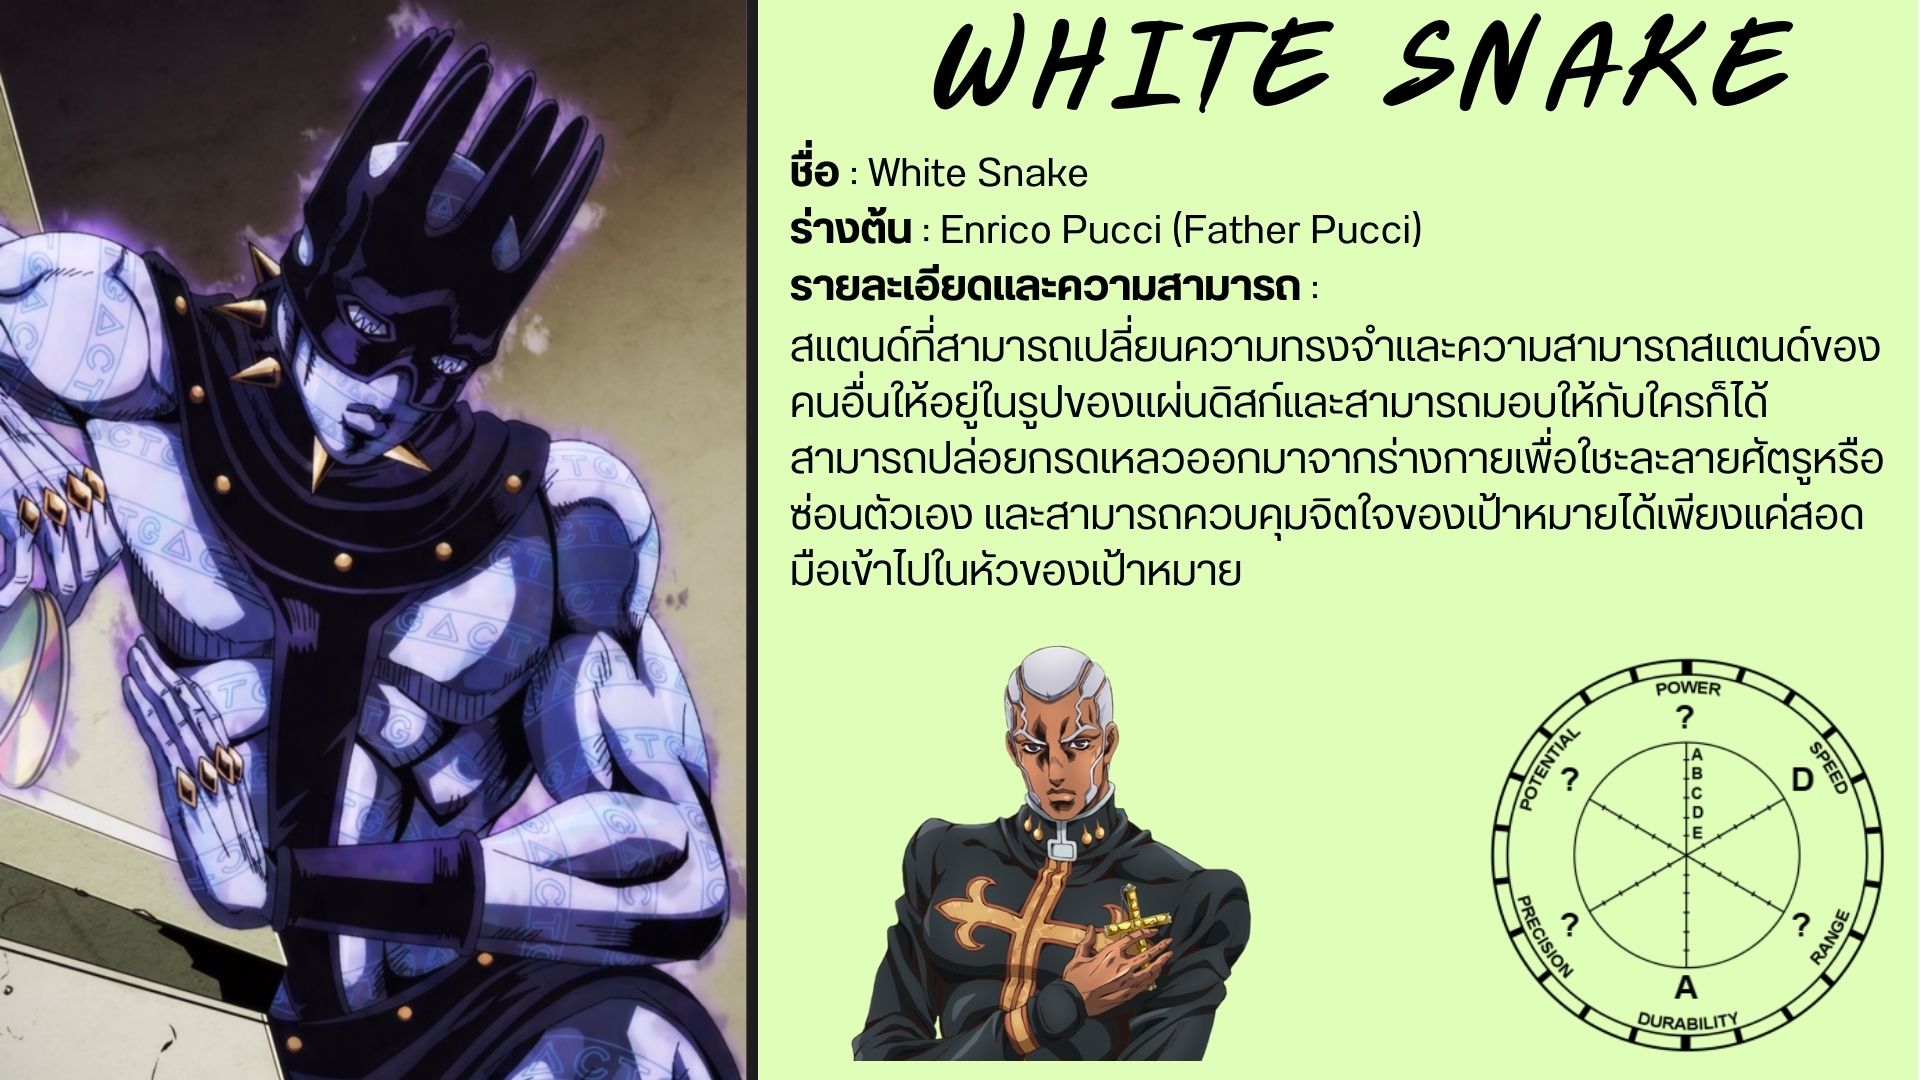 WHITE SNAKE
ชื่อ : White Snake
ร่างต้น : Enrico Pucci (Father Pucci)
รายละเอียดและความสามารถ :
สแตนด์ที่สามารถเปลี่ยนความทรงจำและความสามารถสแตนด์ของ
คนอื่นให้อยู่ในรูปของแผ่นดิสก์และสามารถมอบให้กับใครก็ได้
สามารถปล่อยกรดเหลวออกมาจากร่างกายเพื่อใชะละลายศัตรูหรือ
ซ่อนตัวเอง และสามารถควบคุมจิตใจของเป้าหมายได้เพียงแค่สอด
มือเข้าไปในหัวของเป้าหมาย
POWER
?
POTENTIAL
?
SPEED
D
A
B
C
D
E
PRECISION
?
RANGE
?
A
DURABILITY